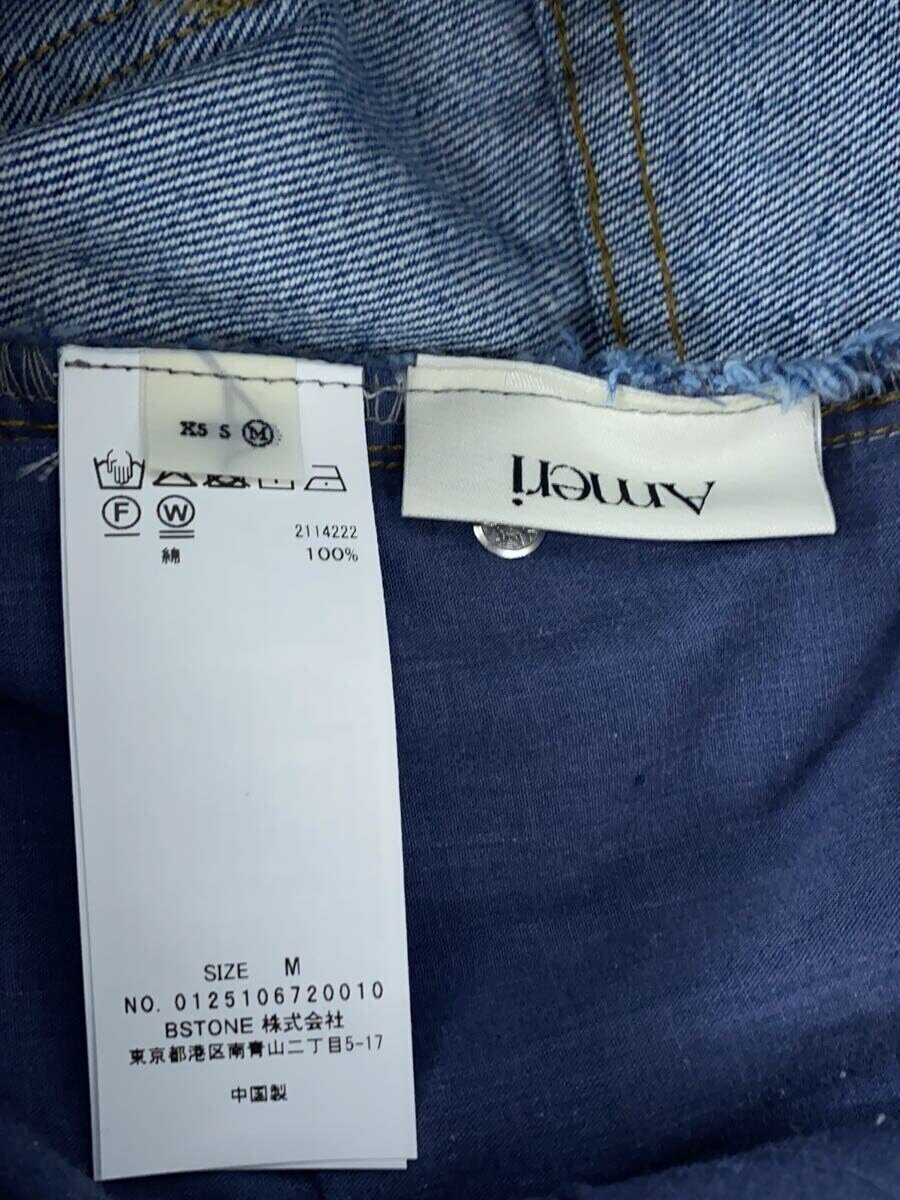 XS S M
Ameri
F W
2114222
綿 100%
SIZE M
NO. 0125106720010
BSTONE 株式会社
東京都港区南青山二丁目5-17
中国製